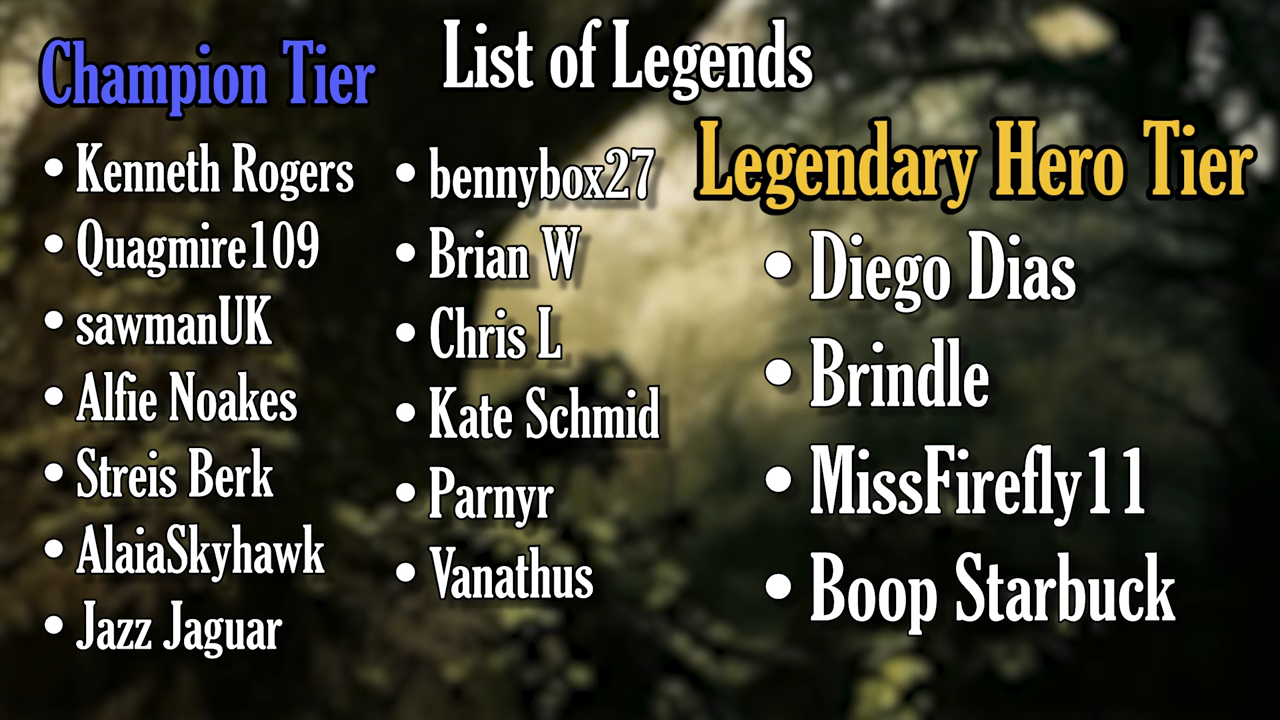 List of Legends
Champion Tier
Kenneth Rogers
Quagmire109
sawmanUK
Alfie Noakes
Streis Berk
AlaiaSkyhawk
Jazz Jaguar
bennybox27
Brian W
Chris L
Kate Schmid
Parnyr
Vanathus
Legendary Hero Tier
Diego Dias
Brindle
MissFirefly11
Boop Starbuck